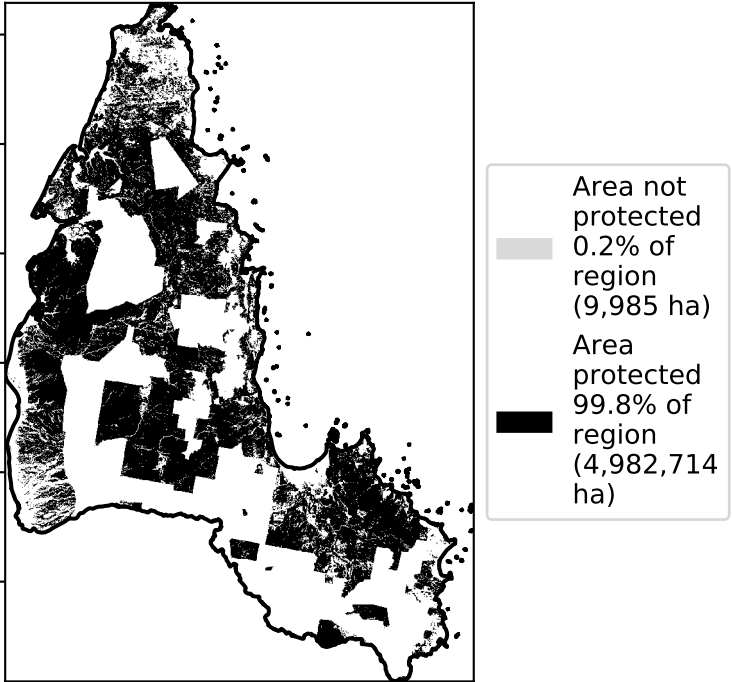 Area not
protected
0.2% of
region
(9,985 ha)
Area
protected
99.8% of
region
(4,982,714
ha)